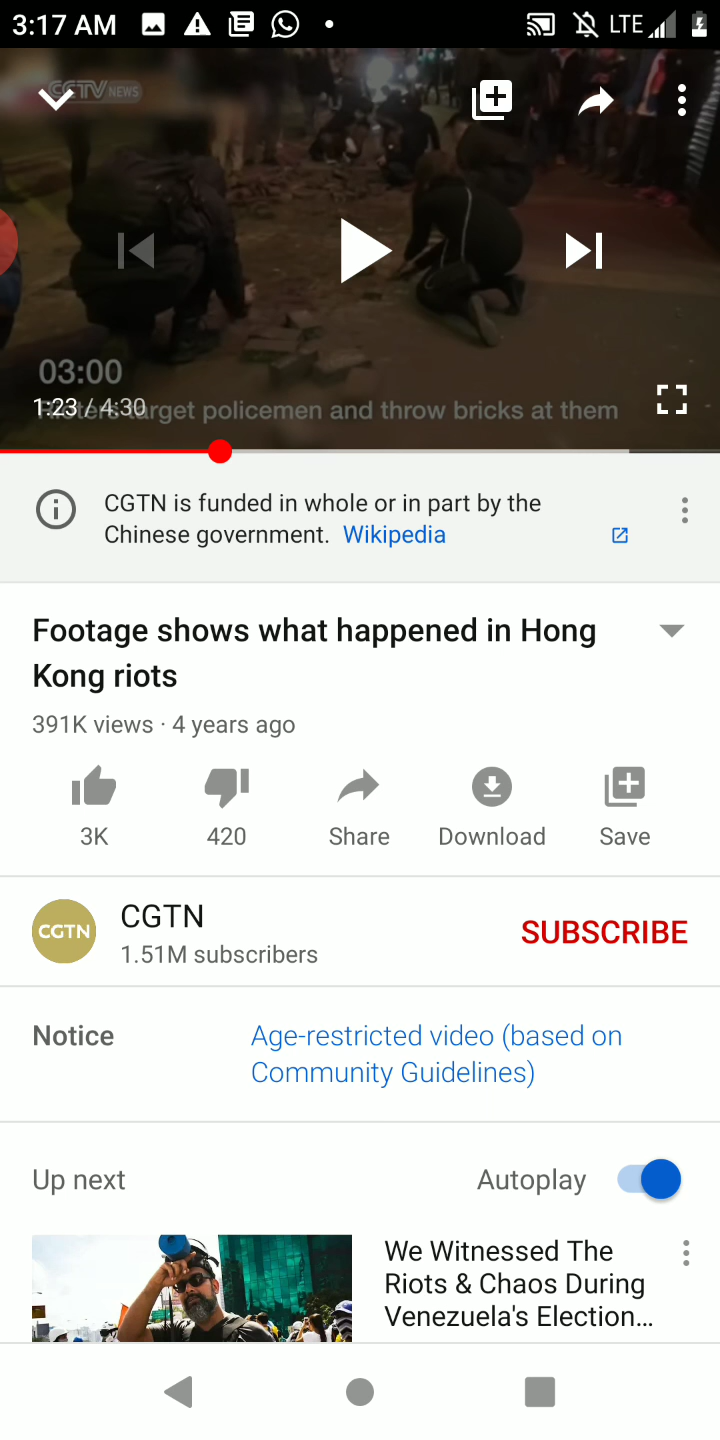 3:17 AM LTE
CCTV NEWS
03:00
1:23 / 4:30
Rioters target policemen and throw bricks at them
CGTN is funded in whole or in part by the
Chinese government. Wikipedia
Footage shows what happened in Hong
Kong riots
391K views · 4 years ago
3K 420 Share Download Save
CGTN
CGTN SUBSCRIBE
1.51M subscribers
Notice Age-restricted video (based on
Community Guidelines)
Up next Autoplay
We Witnessed The
Riots & Chaos During
Venezuela's Election...